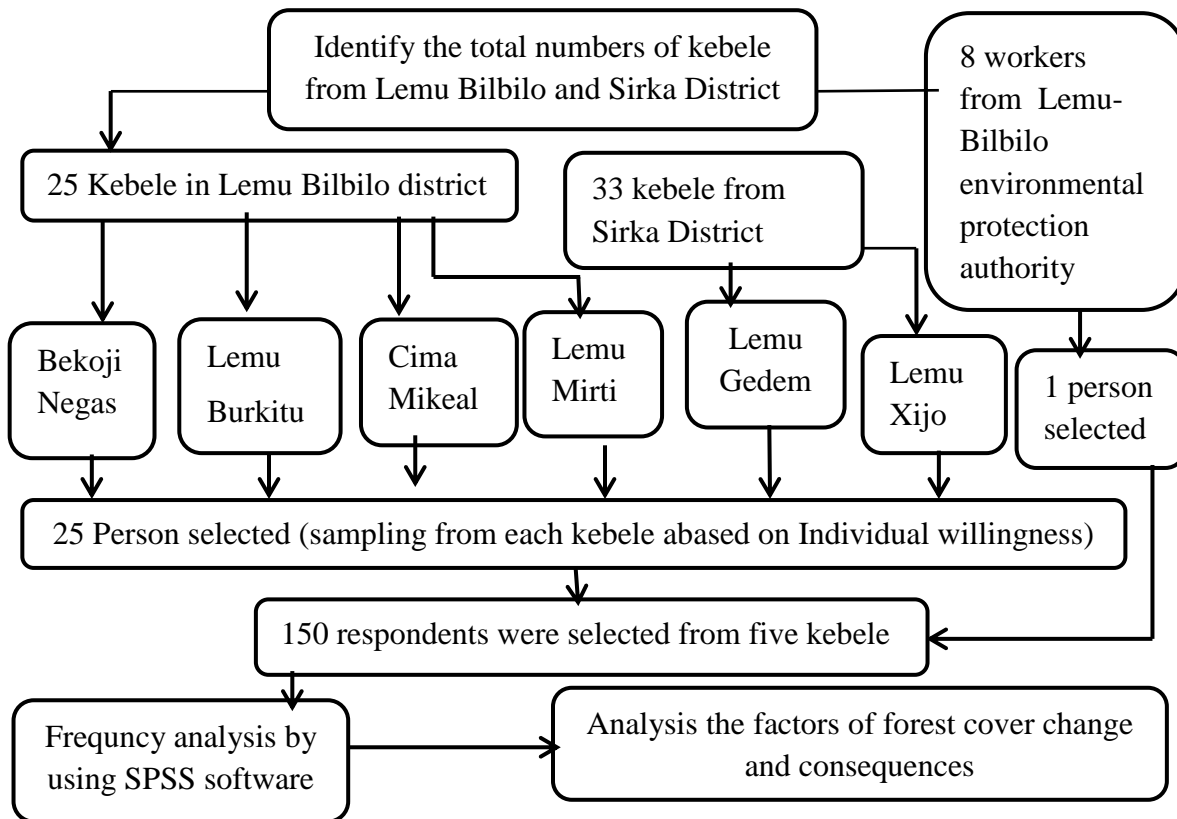 Identify the total numbers of kebele
from Lemu Bilbilo and Sirka District
8 workers
from Lemu-
Bilbilo
environmental
protection
authority
25 Kebele in Lemu Bilbilo district
33 kebele from
Sirka District
Bekoji
Negas
Lemu
Burkitu
Cima
Mikeal
Lemu
Mirti
Lemu
Gedem
Lemu
Xijo
1 person
selected
25 Person selected (sampling from each kebele abased on Individual willingness)
150 respondents were selected from five kebele
Frequncy analysis by
using SPSS software
Analysis the factors of forest cover change
and consequences